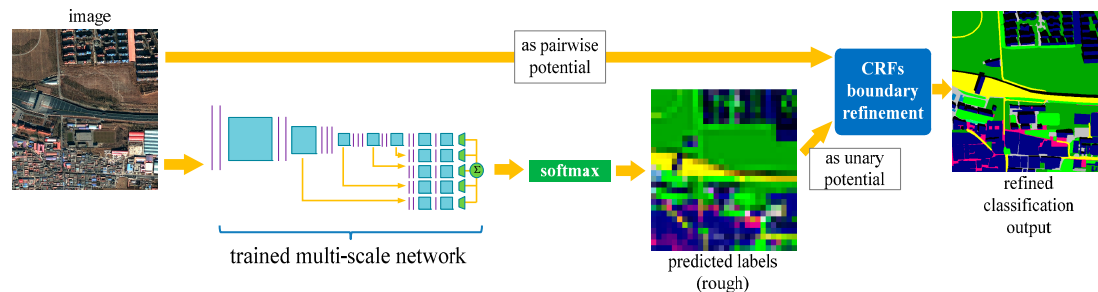 image
as pairwise
potential
CRFs
boundary
refinement
Σ
softmax
as unary
potential
trained multi-scale network
predicted labels
(rough)
refined
classification
output